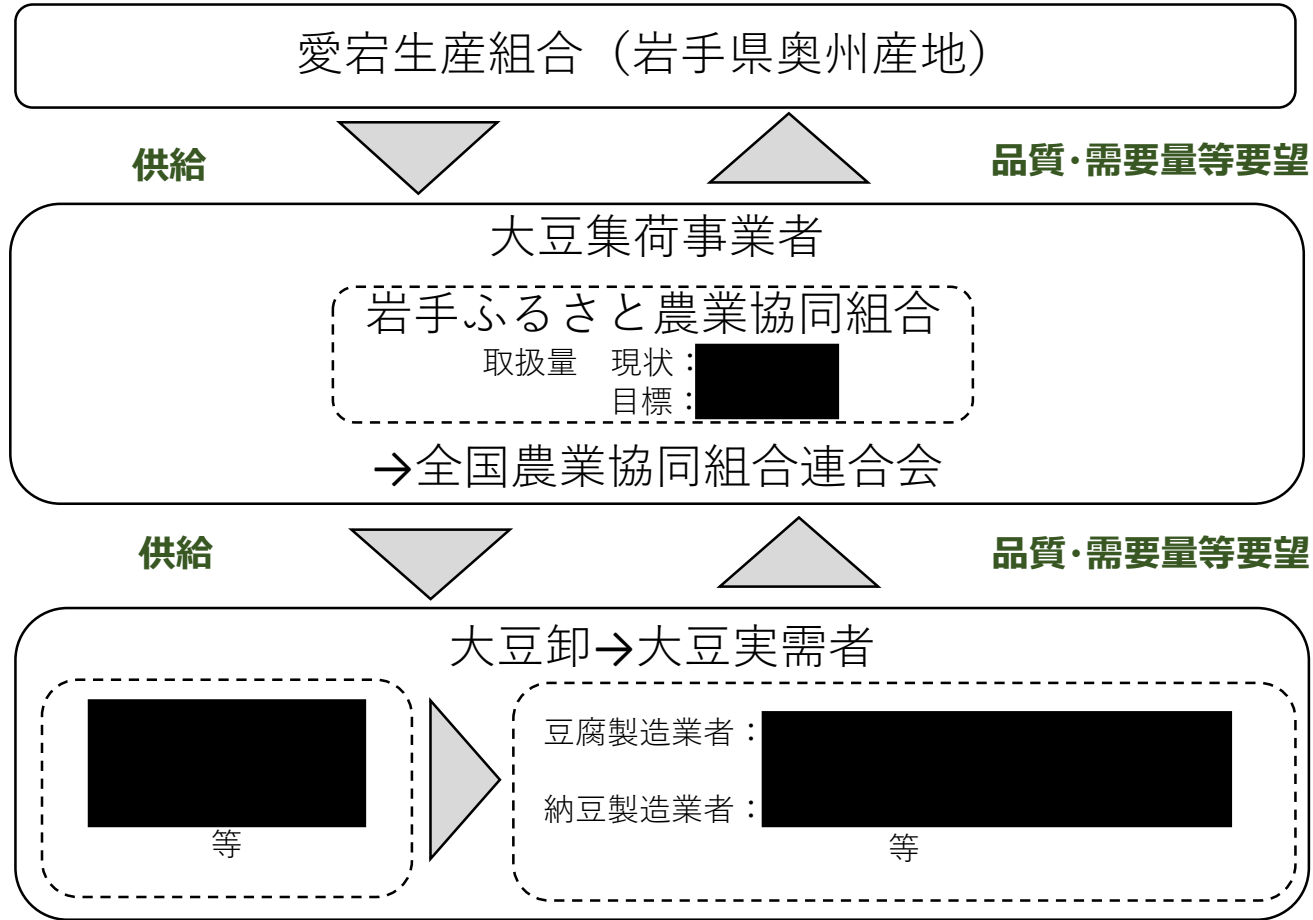 愛宕生産組合（岩手県奥州産地）
供給
品質・需要量等要望
大豆集荷事業者
岩手ふるさと農業協同組合
取扱量　現状：
目標：
→全国農業協同組合連合会
供給
品質・需要量等要望
大豆卸→大豆実需者
等
豆腐製造業者：
納豆製造業者：
等